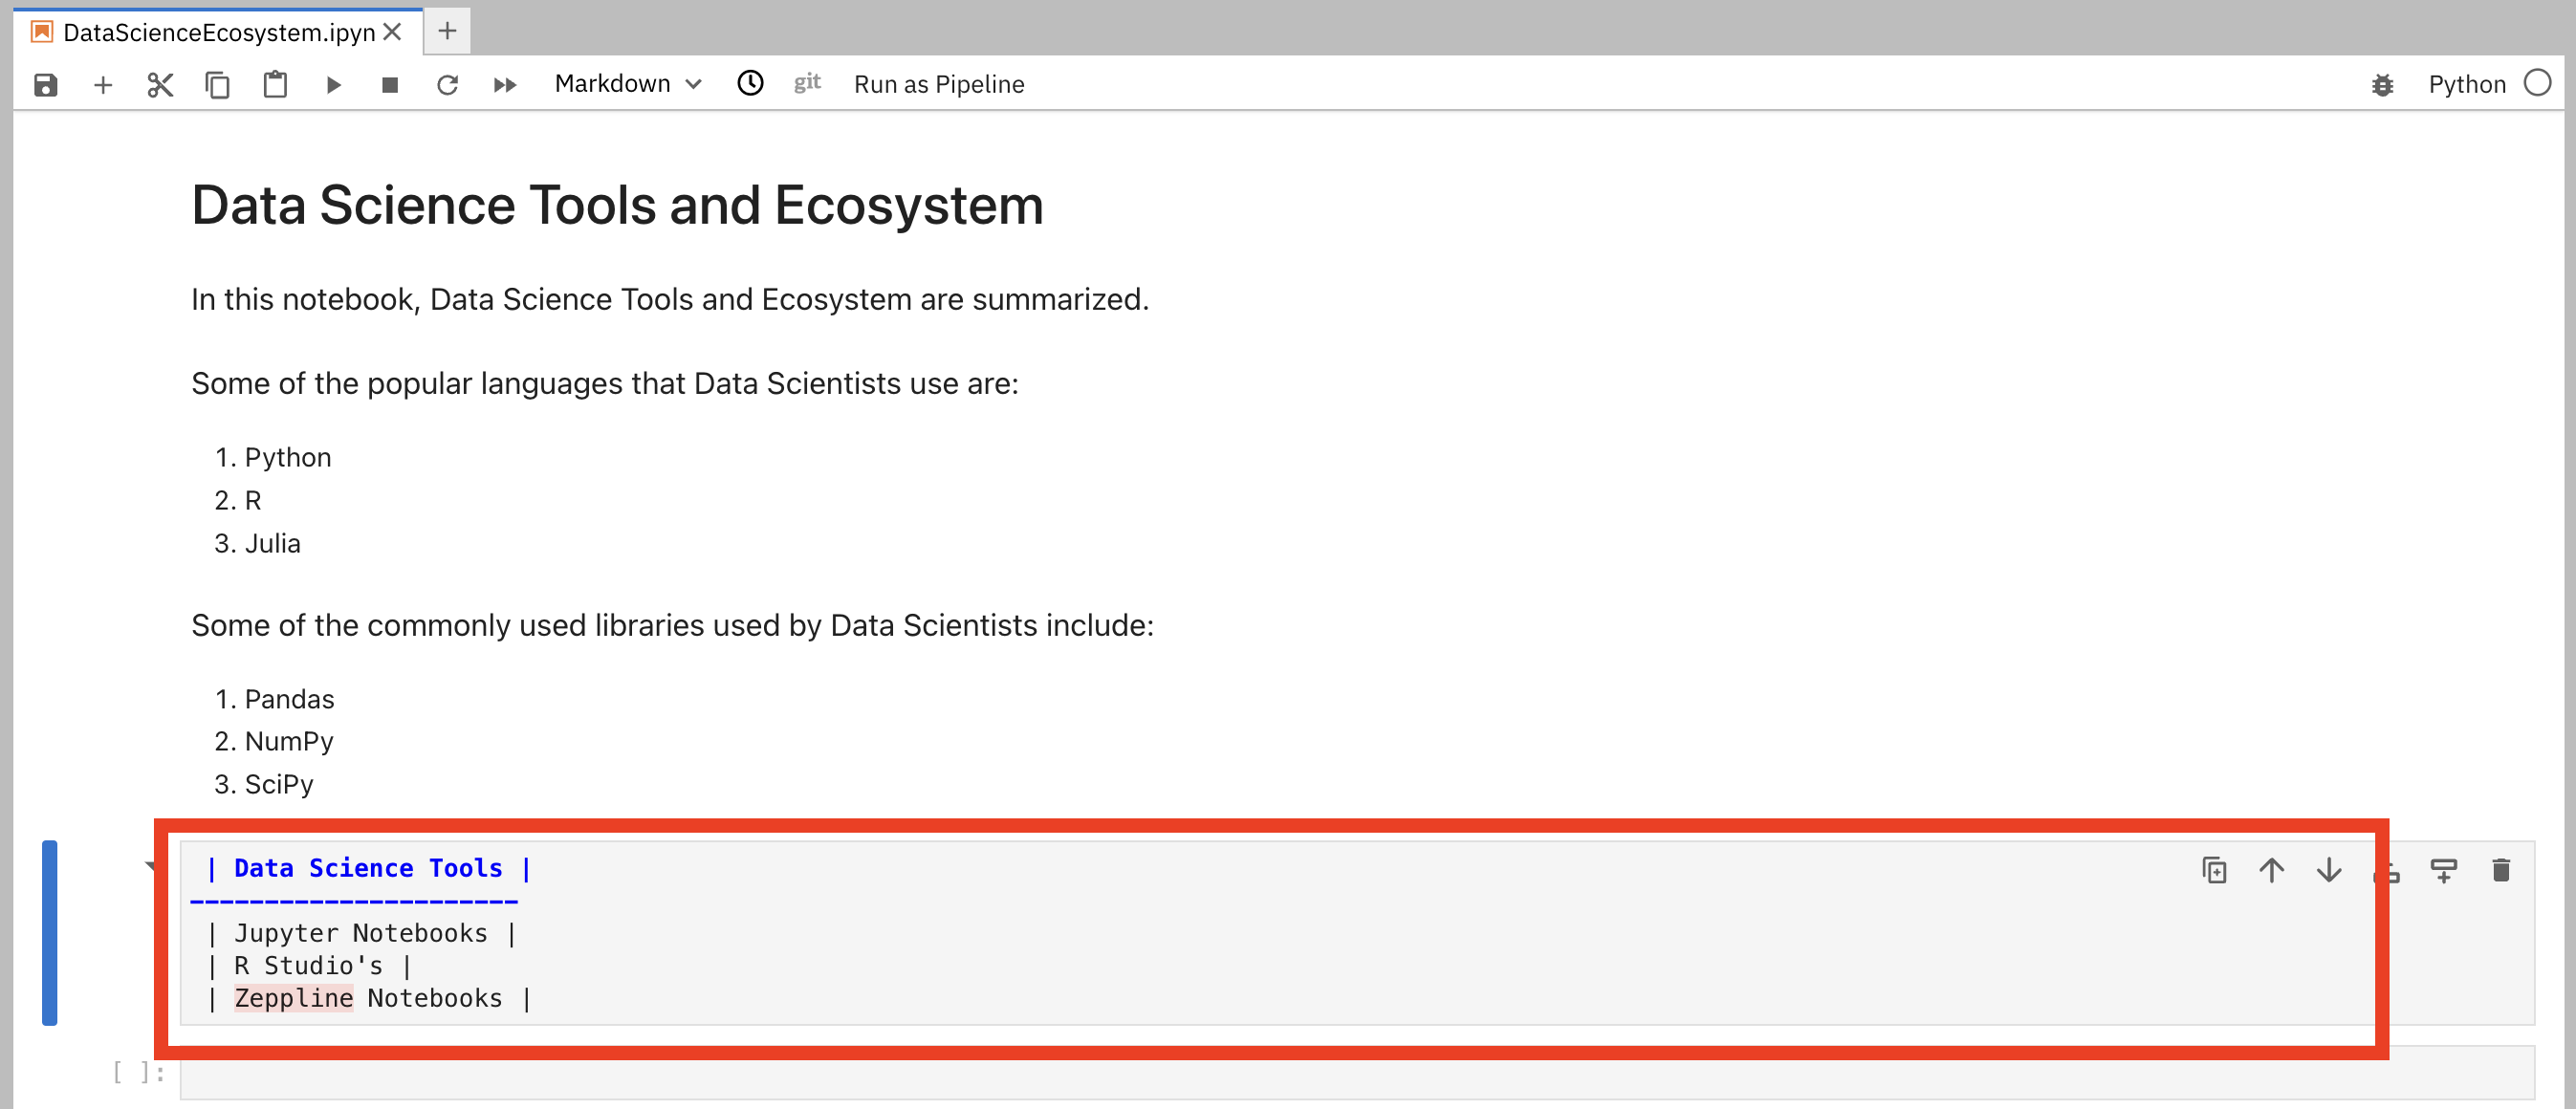 DataScienceEcosystem.ipyn
Markdown git Run as Pipeline Python
Data Science Tools and Ecosystem
In this notebook, Data Science Tools and Ecosystem are summarized.
Some of the popular languages that Data Scientists use are:
1. Python
2. R
3. Julia
Some of the commonly used libraries used by Data Scientists include:
1. Pandas
2. NumPy
3. SciPy
| Data Science Tools |
----------------------
| Jupyter Notebooks |
| R Studio's |
| Zeppline Notebooks |
[ ]: